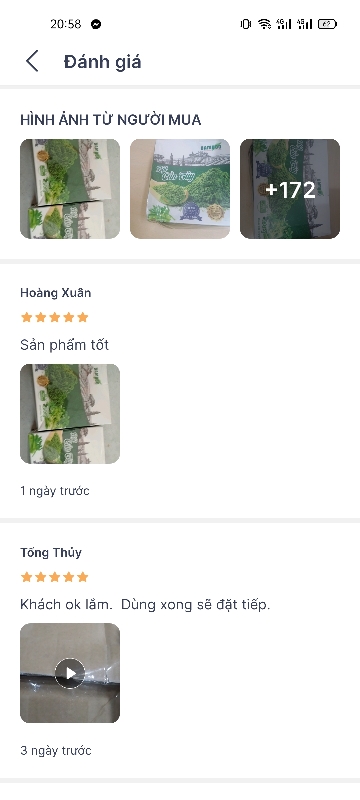 20:58
62
Đánh giá
HÌNH ẢNH TỪ NGƯỜI MUA
+172
Hoàng Xuân
Sản phẩm tốt
1 ngày trước
Tống Thủy
Khách ok lắm. Dùng xong sẽ đặt tiếp.
3 ngày trước